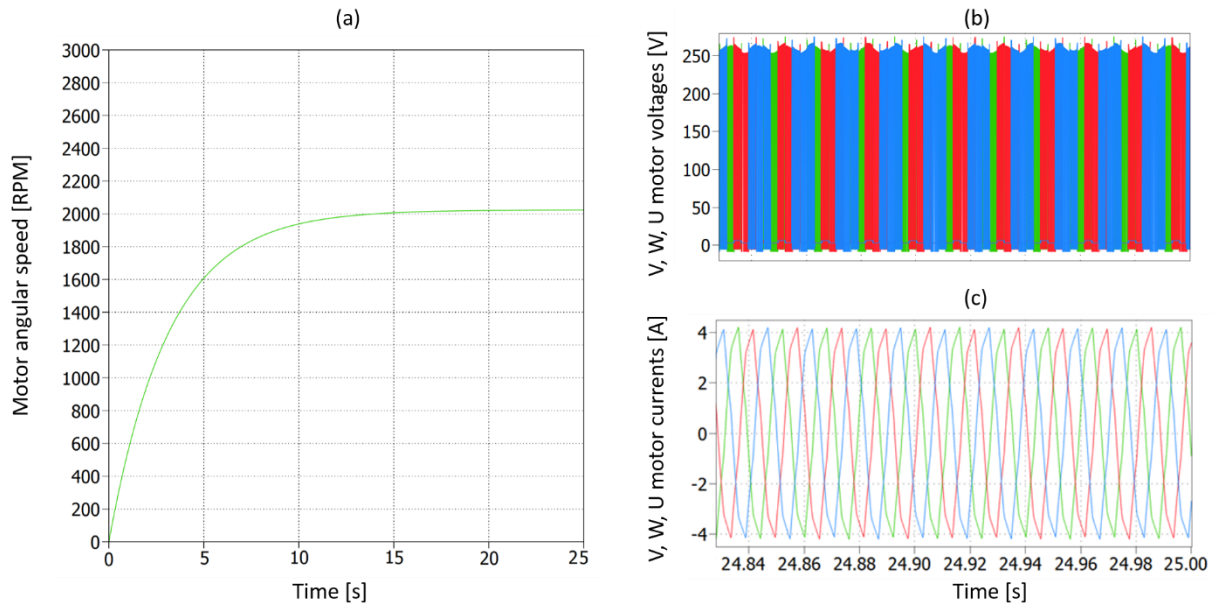 (a)
Motor angular speed [RPM]
3000
2800
2600
2400
2200
2000
1800
1600
1400
1200
1000
800
600
400
200
0
0 5 10 15 20 25
Time [s]
(b)
V, W, U motor voltages [V]
250
200
150
100
50
0
(c)
V, W, U motor currents [A]
4
2
0
-2
-4
24.84 24.86 24.88 24.90 24.92 24.94 24.96 24.98 25.00
Time [s]